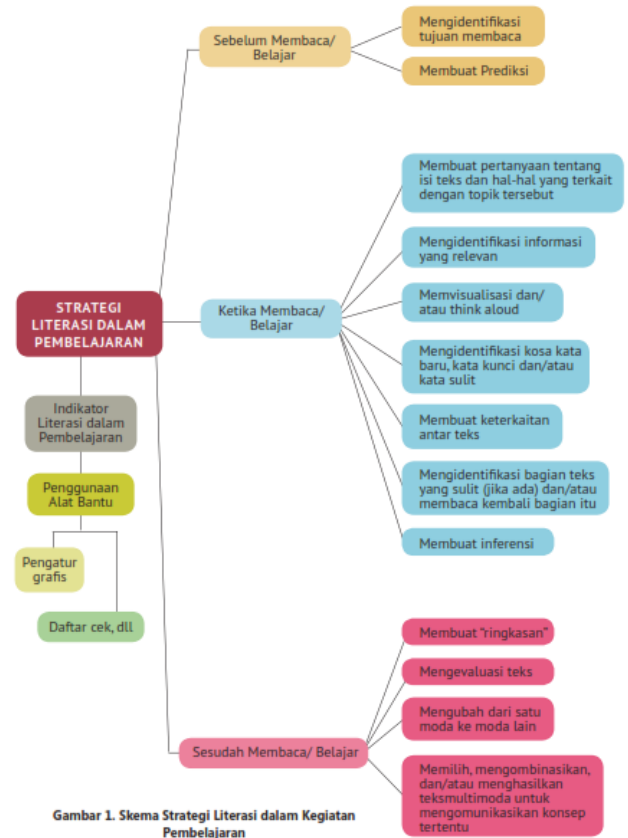 Sebelum Membaca/
Belajar
Mengidentifikasi
tujuan membaca
Membuat Prediksi
STRATEGI
LITERASI DALAM
PEMBELAJARAN
Ketika Membaca/
Belajar
Membuat pertanyaan tentang
isi teks dan hal-hal yang terkait
dengan topik tersebut
Mengidentifikasi informasi
yang relevan
Memvisualisasi dan/
atau think aloud
Mengidentifikasi kosa kata
baru, kata kunci dan/atau
kata sulit
Membuat keterkaitan
antar teks
Mengidentifikasi bagian teks
yang sulit (jika ada) dan/atau
membaca kembali bagian itu
Membuat inferensi
Indikator
Literasi dalam
Pembelajaran
Penggunaan
Alat Bantu
Pengatur
grafis
Daftar cek, dll
Sesudah Membaca/ Belajar
Membuat "ringkasan"
Mengevaluasi teks
Mengubah dari satu
moda ke moda lain
Memilih, mengombinasikan,
dan/atau menghasilkan
teksmultimoda untuk
mengomunikasikan konsep
tertentu
Gambar 1. Skema Strategi Literasi dalam Kegiatan
Pembelajaran